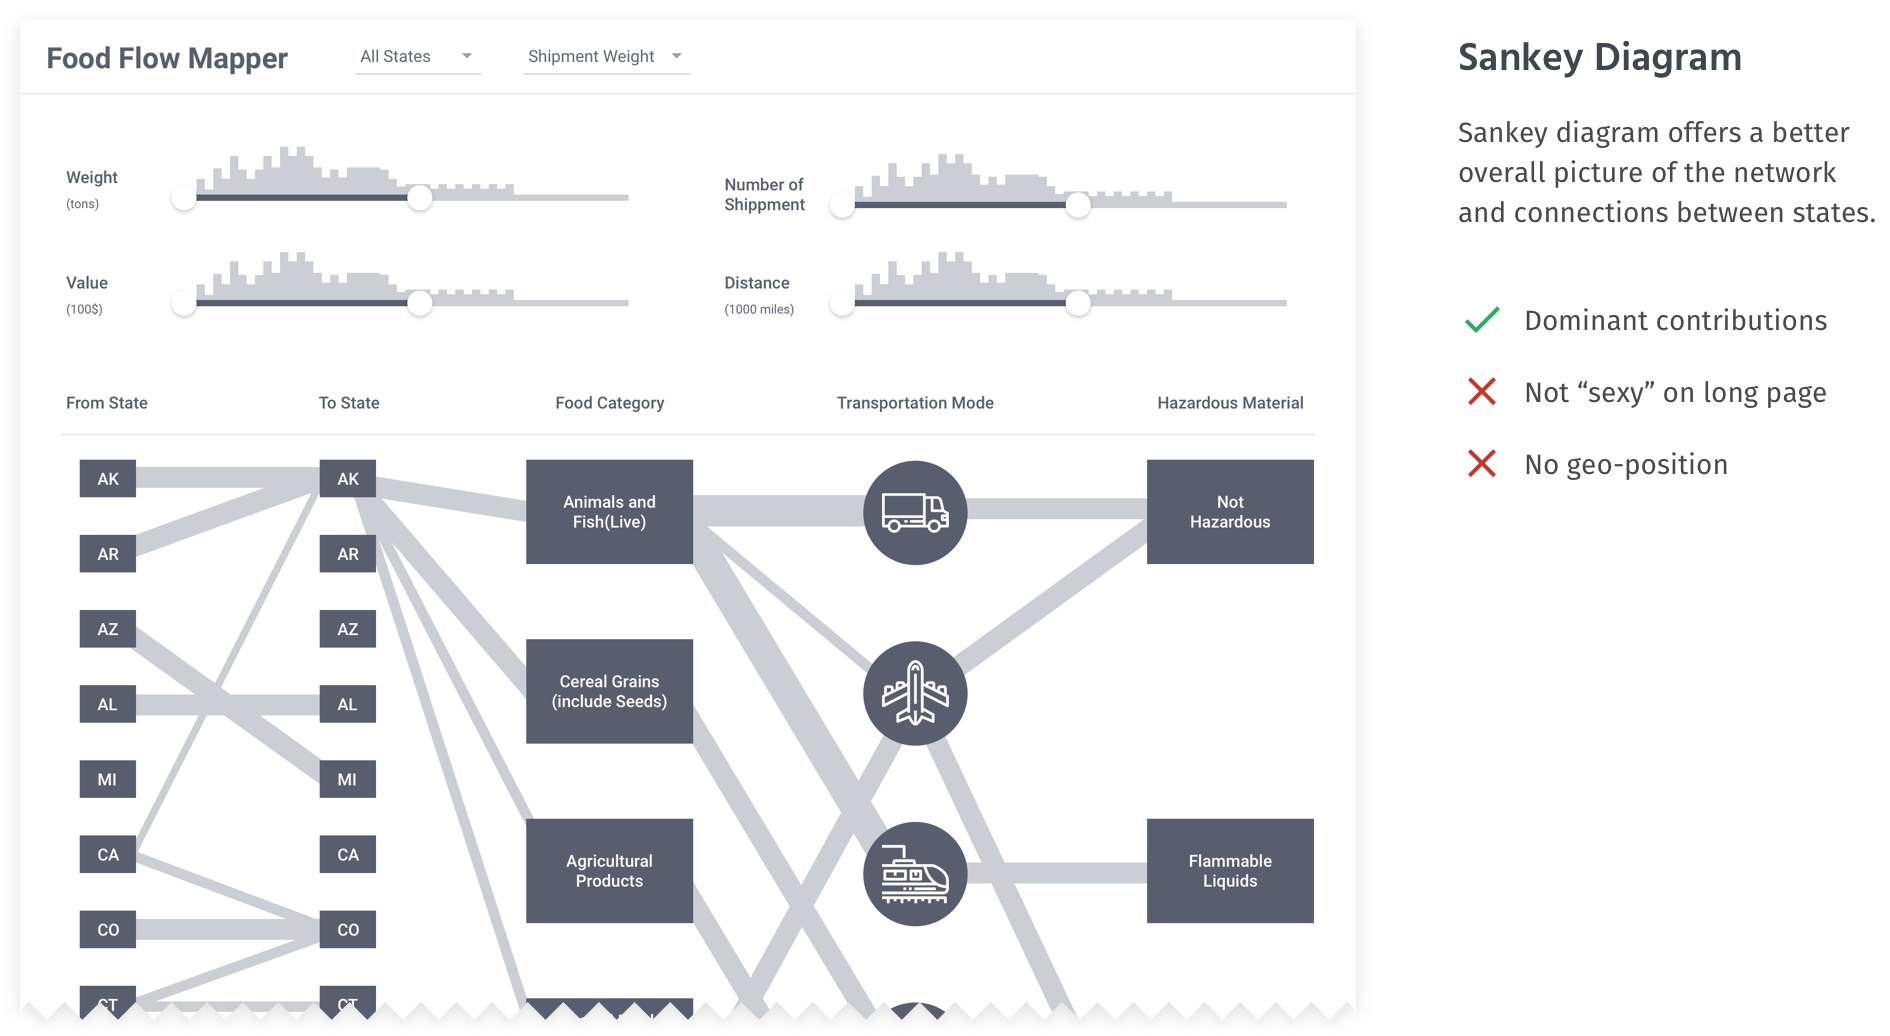 Food Flow Mapper
All States
Shipment Weight
Weight
(tons)
Number of
Shippment
Value
(100$)
Distance
(1000 miles)
From State
To State
Food Category
Transportation Mode
Hazardous Material
AK
AK
Animals and
Fish(Live)
Not
Hazardous
AR
AR
AZ
AZ
Cereal Grains
(include Seeds)
AL
AL
MI
MI
CA
CA
Agricultural
Products
Flammable
Liquids
CO
CO
CT
CT
Sankey Diagram
Sankey diagram offers a better
overall picture of the network
and connections between states.
Dominant contributions
Not “sexy” on long page
No geo-position